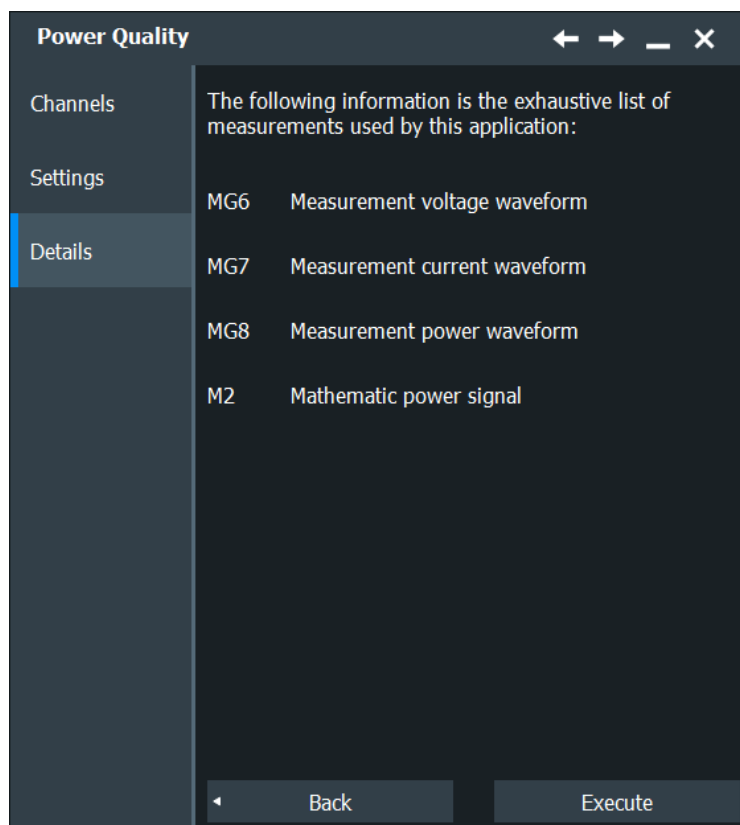 Power Quality
Channels
Settings
Details
The following information is the exhaustive list of
measurements used by this application:
MG6 Measurement voltage waveform
MG7 Measurement current waveform
MG8 Measurement power waveform
M2 Mathematic power signal
Back
Execute